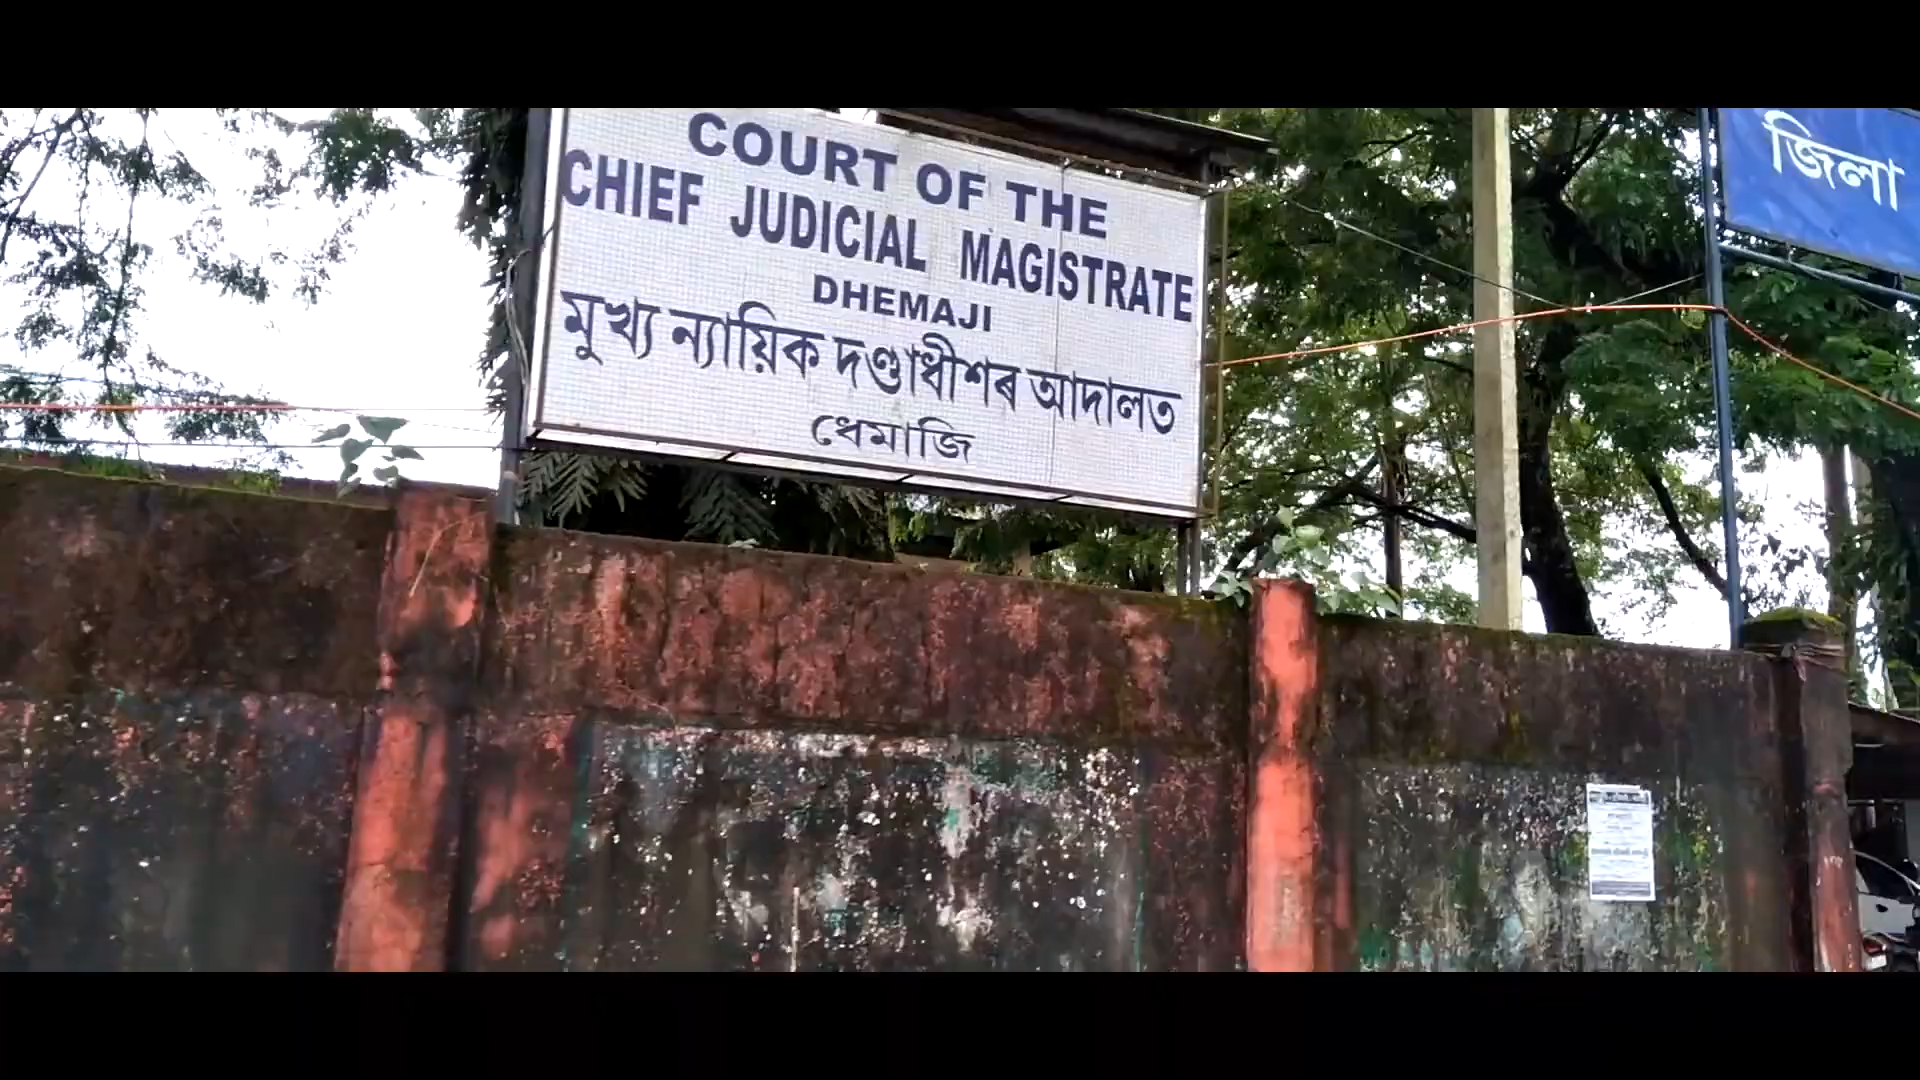 COURT OF THE
CHIEF JUDICIAL MAGISTRATE
DHEMAJI
মুখ্য ন্যায়িক দণ্ডাধীশৰ আদালত
ধেমাজি
জিলা